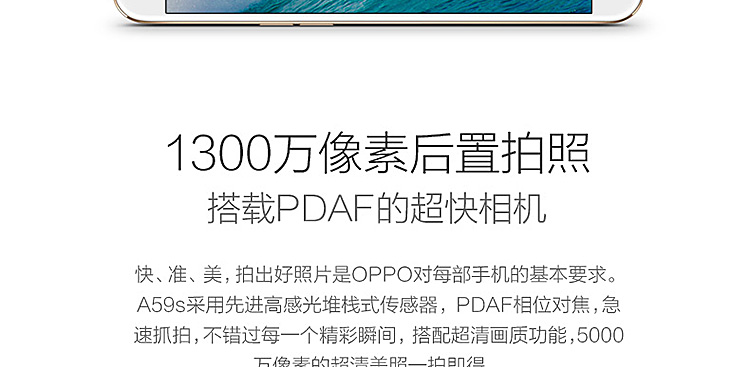 1300万像素后置拍照
搭载PDAF的超快相机
快、准、美，拍出好照片是OPPO对每部手机的基本要求。
A59s采用先进高感光堆栈式传感器，PDAF相位对焦，急
速抓拍，不错过每一个精彩瞬间，搭配超清画质功能，5000
万像素的超清美照一拍即得